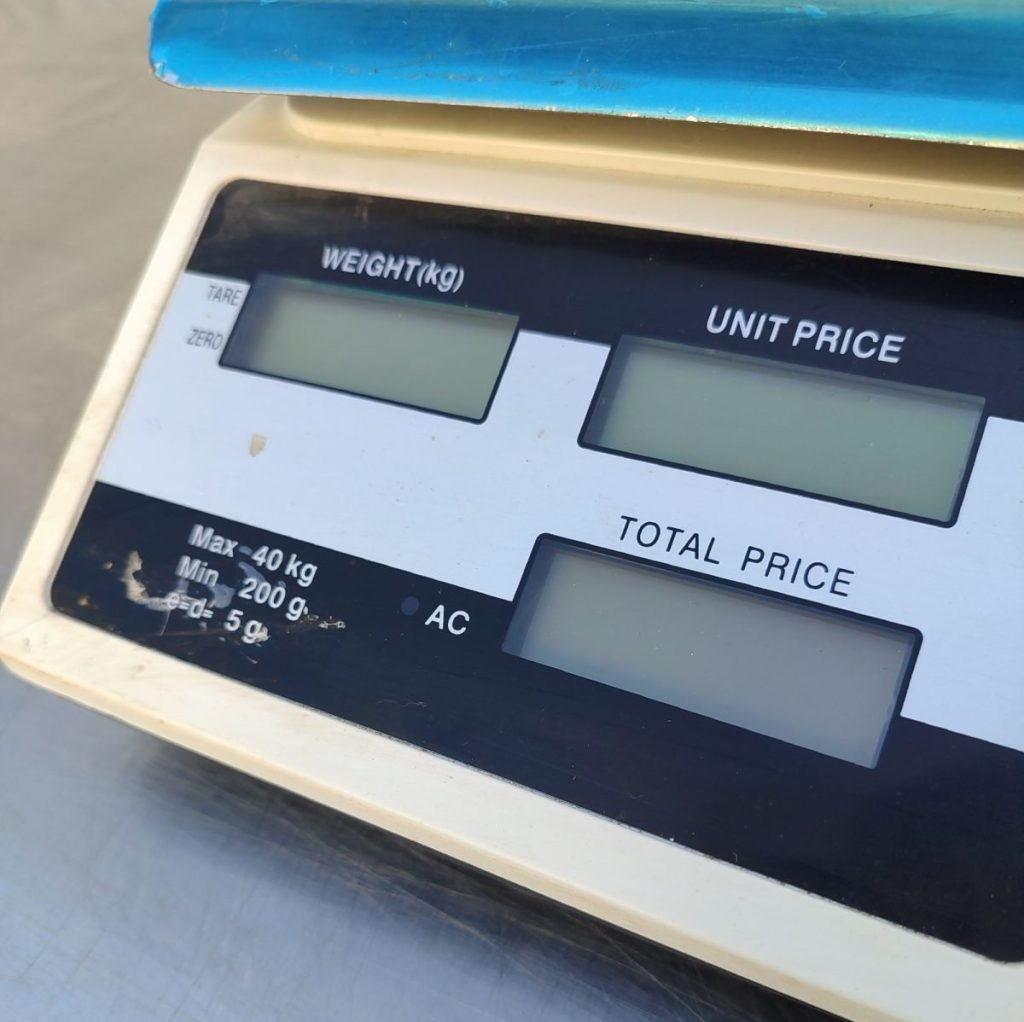 WEIGHT(kg)
TARE
ZERO
UNIT PRICE
TOTAL PRICE
Max 40 kg
Min 200 g
e=d= 5 g
AC